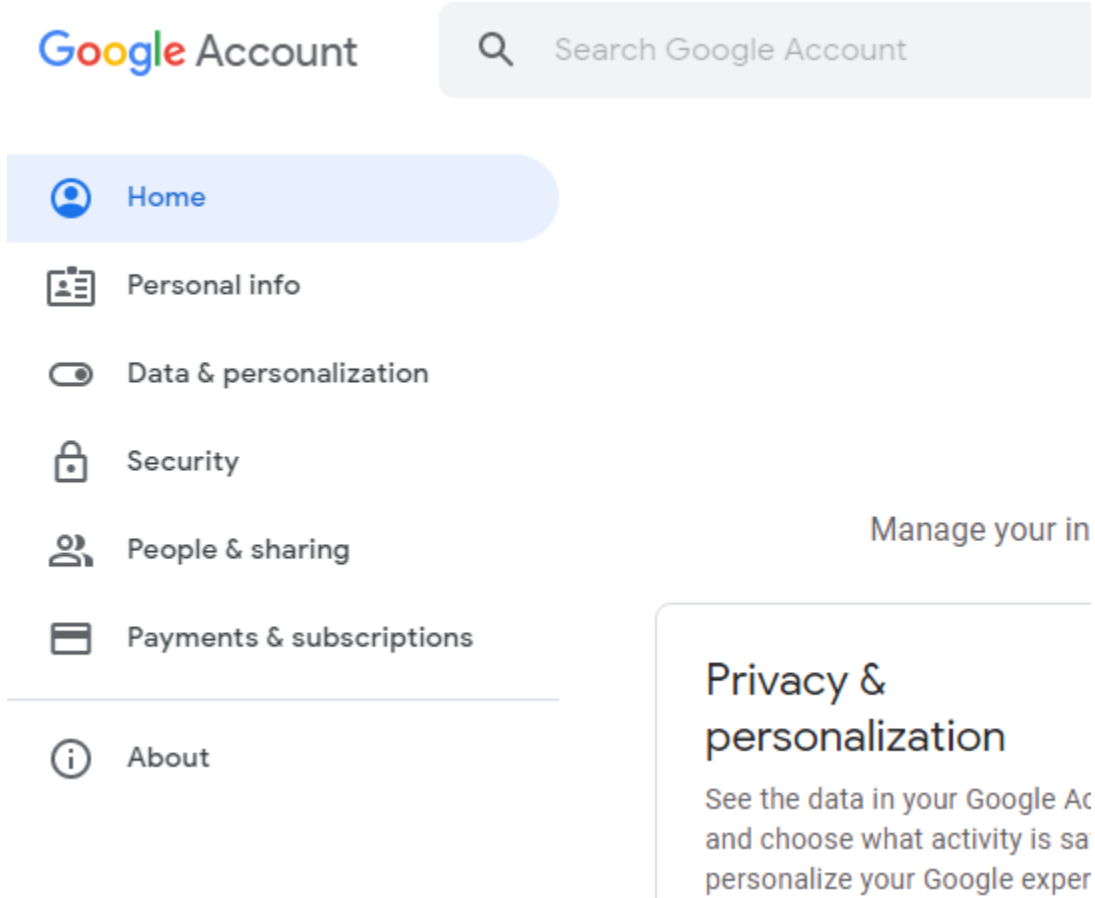 Google Account
Search Google Account
Home
Personal info
Data & personalization
Security
People & sharing
Payments & subscriptions
About
Manage your in
Privacy &
personalization
See the data in your Google Ac
and choose what activity is sa
personalize your Google exper